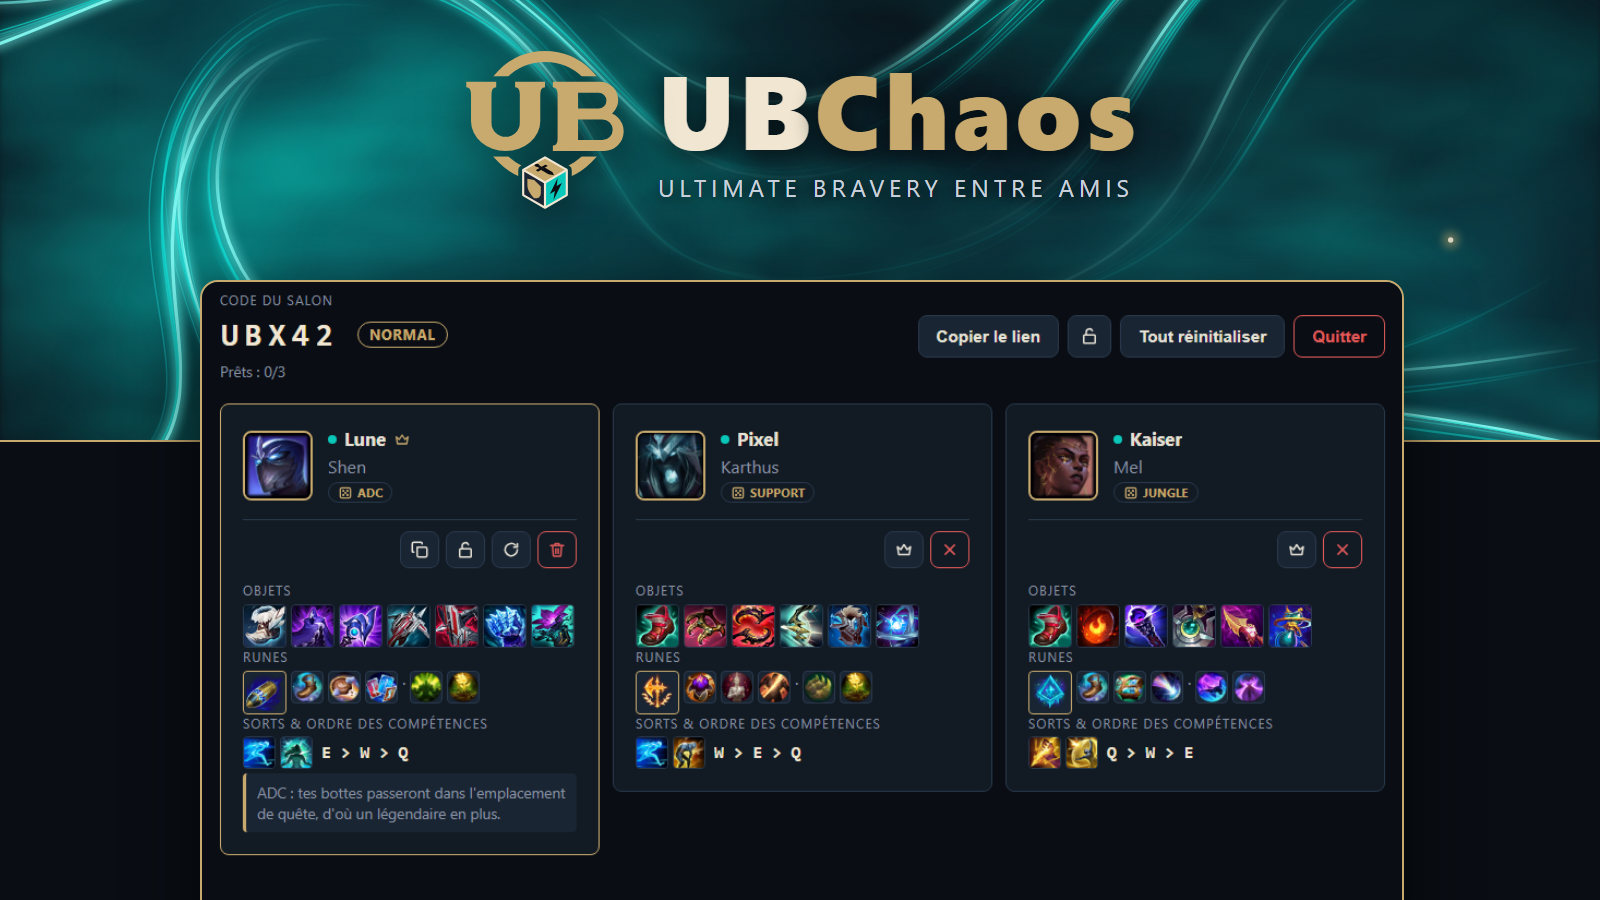 UB
UBChaos
ULTIMATE BRAVERY ENTRE AMIS
CODE DU SALON
UBX42 NORMAL
Prêts : 0/3
Copier le lien
Tout réinitialiser
Quitter
Lune
Shen
ADC
OBJETS
RUNES
SORTS & ORDRE DES COMPÉTENCES
E > W > Q
ADC : tes bottes passeront dans l'emplacement
de quête, d'où un légendaire en plus.
Pixel
Karthus
SUPPORT
OBJETS
RUNES
SORTS & ORDRE DES COMPÉTENCES
W > E > Q
Kaiser
Mel
JUNGLE
OBJETS
RUNES
SORTS & ORDRE DES COMPÉTENCES
Q > W > E